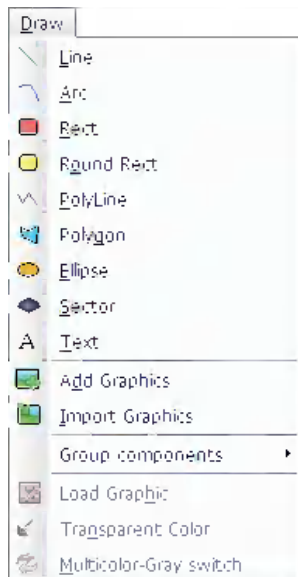 Draw
Line
Arc
Rect
Round Rect
PolyLine
Polygon
Ellipse
Sector
A Text
Add Graphics
Import Graphics
Group components
Load Graphic
Transparent Color
Multicolor-Gray switch